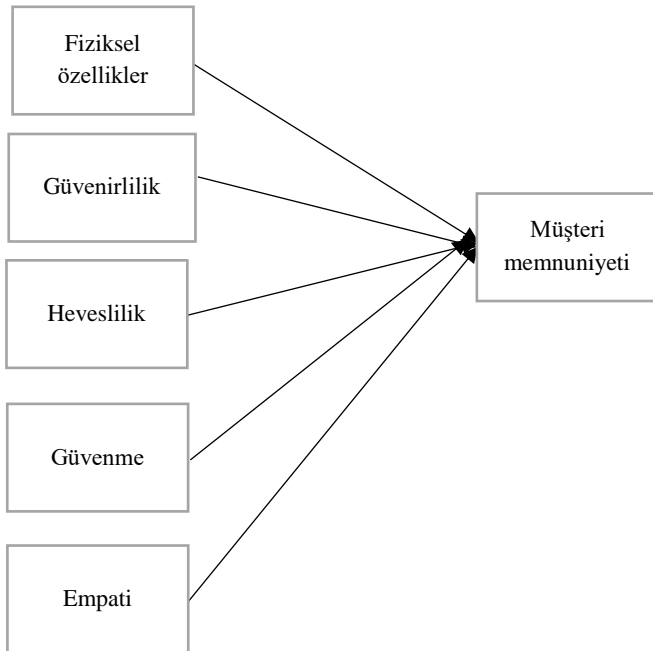 Fiziksel
özellikler
Güvenirlilik
Heveslilik
Güvenme
Empati
Müşteri
memnuniyeti